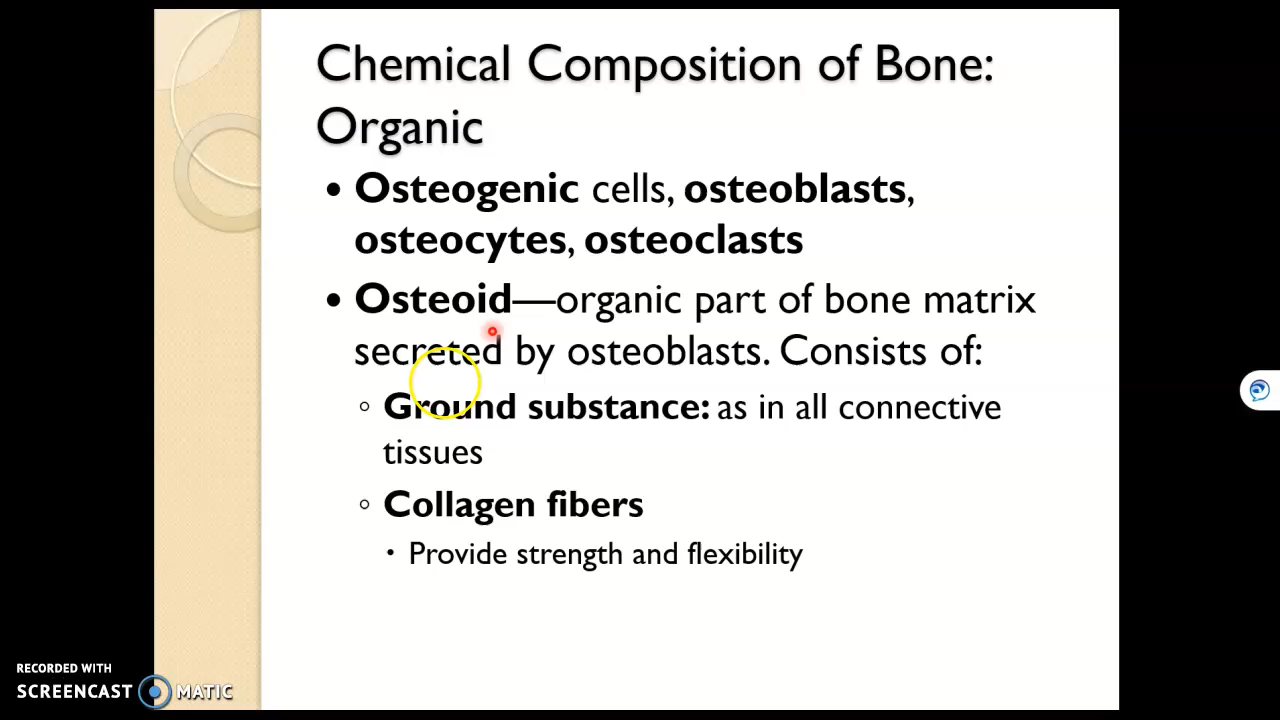 Chemical Composition of Bone:
Organic
• Osteogenic cells, osteoblasts,
osteocytes, osteoclasts
• Osteoid—organic part of bone matrix
secreted by osteoblasts. Consists of:
◦ Ground substance: as in all connective
tissues
◦ Collagen fibers
• Provide strength and flexibility
RECORDED WITH
SCREENCAST MATIC